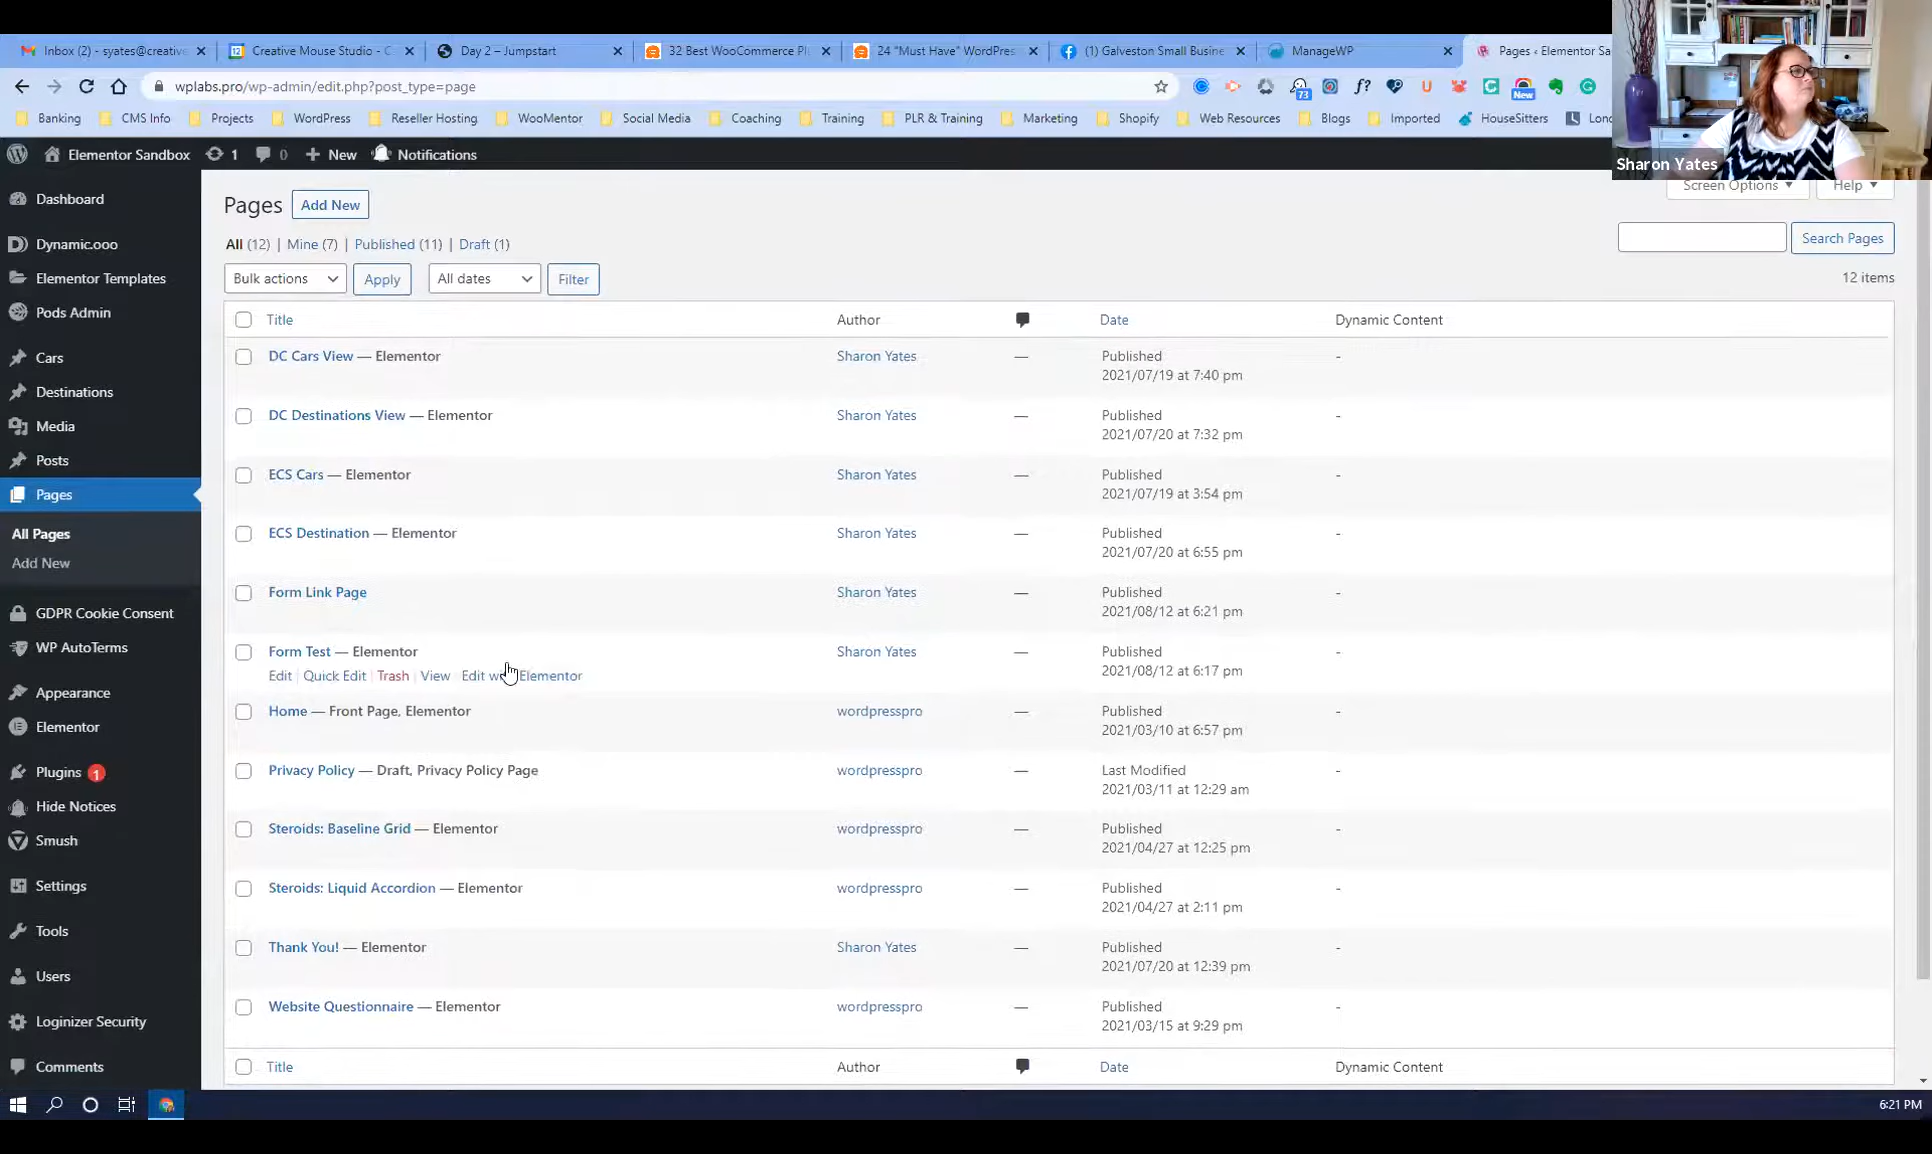 Inbox (2) - syates@creative
Creative Mouse Studio - C
Day 2 – Jumpstart
32 Best WooCommerce Pl
24 "Must Have" WordPress
(1) Galveston Small Busine
ManageWP
Pages ‹ Elementor Sa
wplabs.pro/wp-admin/edit.php?post_type=page
73
f?
New
Banking
CMS Info
Projects
WordPress
Reseller Hosting
WooMentor
Social Media
Coaching
Training
PLR & Training
Marketing
Shopify
Web Resources
Blogs
Imported
HouseSitters
Lond
Sharon Yates
Elementor Sandbox
1
0
New
Notifications
Screen Options
Help
Dashboard
Dynamic.ooo
Elementor Templates
Pods Admin
Cars
Destinations
Media
Posts
Pages
All Pages
Add New
GDPR Cookie Consent
WP AutoTerms
Appearance
Elementor
Plugins 1
Hide Notices
Smush
Settings
Tools
Users
Loginizer Security
Comments
Pages Add New
All (12) | Mine (7) | Published (11) | Draft (1)
Search Pages
Bulk actions Apply All dates Filter
12 items
Title Author Date Dynamic Content
DC Cars View — Elementor Sharon Yates — Published -
2021/07/19 at 7:40 pm
DC Destinations View — Elementor Sharon Yates — Published -
2021/07/20 at 7:32 pm
ECS Cars — Elementor Sharon Yates — Published -
2021/07/19 at 3:54 pm
ECS Destination — Elementor Sharon Yates — Published -
2021/07/20 at 6:55 pm
Form Link Page Sharon Yates — Published -
2021/08/12 at 6:21 pm
Form Test — Elementor Sharon Yates — Published -
2021/08/12 at 6:17 pm
Edit | Quick Edit | Trash | View | Edit w Elementor
Home — Front Page, Elementor wordpresspro — Published -
2021/03/10 at 6:57 pm
Privacy Policy — Draft, Privacy Policy Page wordpresspro — Last Modified -
2021/03/11 at 12:29 am
Steroids: Baseline Grid — Elementor wordpresspro — Published -
2021/04/27 at 12:25 pm
Steroids: Liquid Accordion — Elementor wordpresspro — Published -
2021/04/27 at 2:11 pm
Thank You! — Elementor Sharon Yates — Published -
2021/07/20 at 12:39 pm
Website Questionnaire — Elementor wordpresspro — Published -
2021/03/15 at 9:29 pm
Title Author Date Dynamic Content
6:21 PM